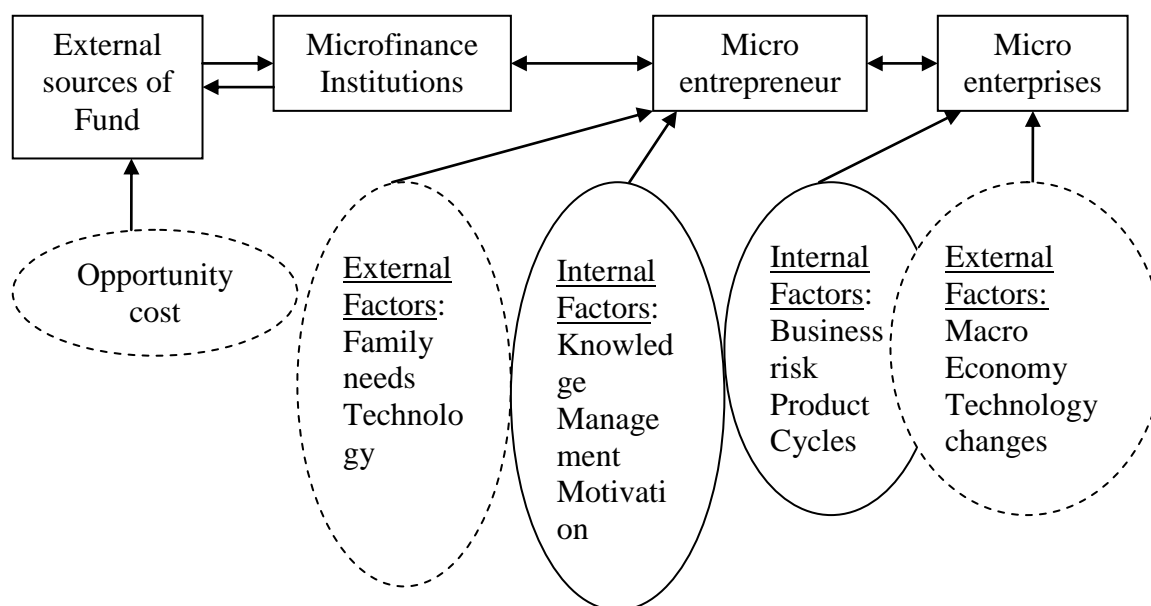 External
sources of
Fund
Microfinance
Institutions
Micro
entrepreneur
Micro
enterprises
Opportunity
cost
External
Factors:
Family
needs
Technolo
gy
Internal
Factors:
Knowled
ge
Manage
ment
Motivati
on
Internal
Factors:
Business
risk
Product
Cycles
External
Factors:
Macro
Economy
Technology
changes